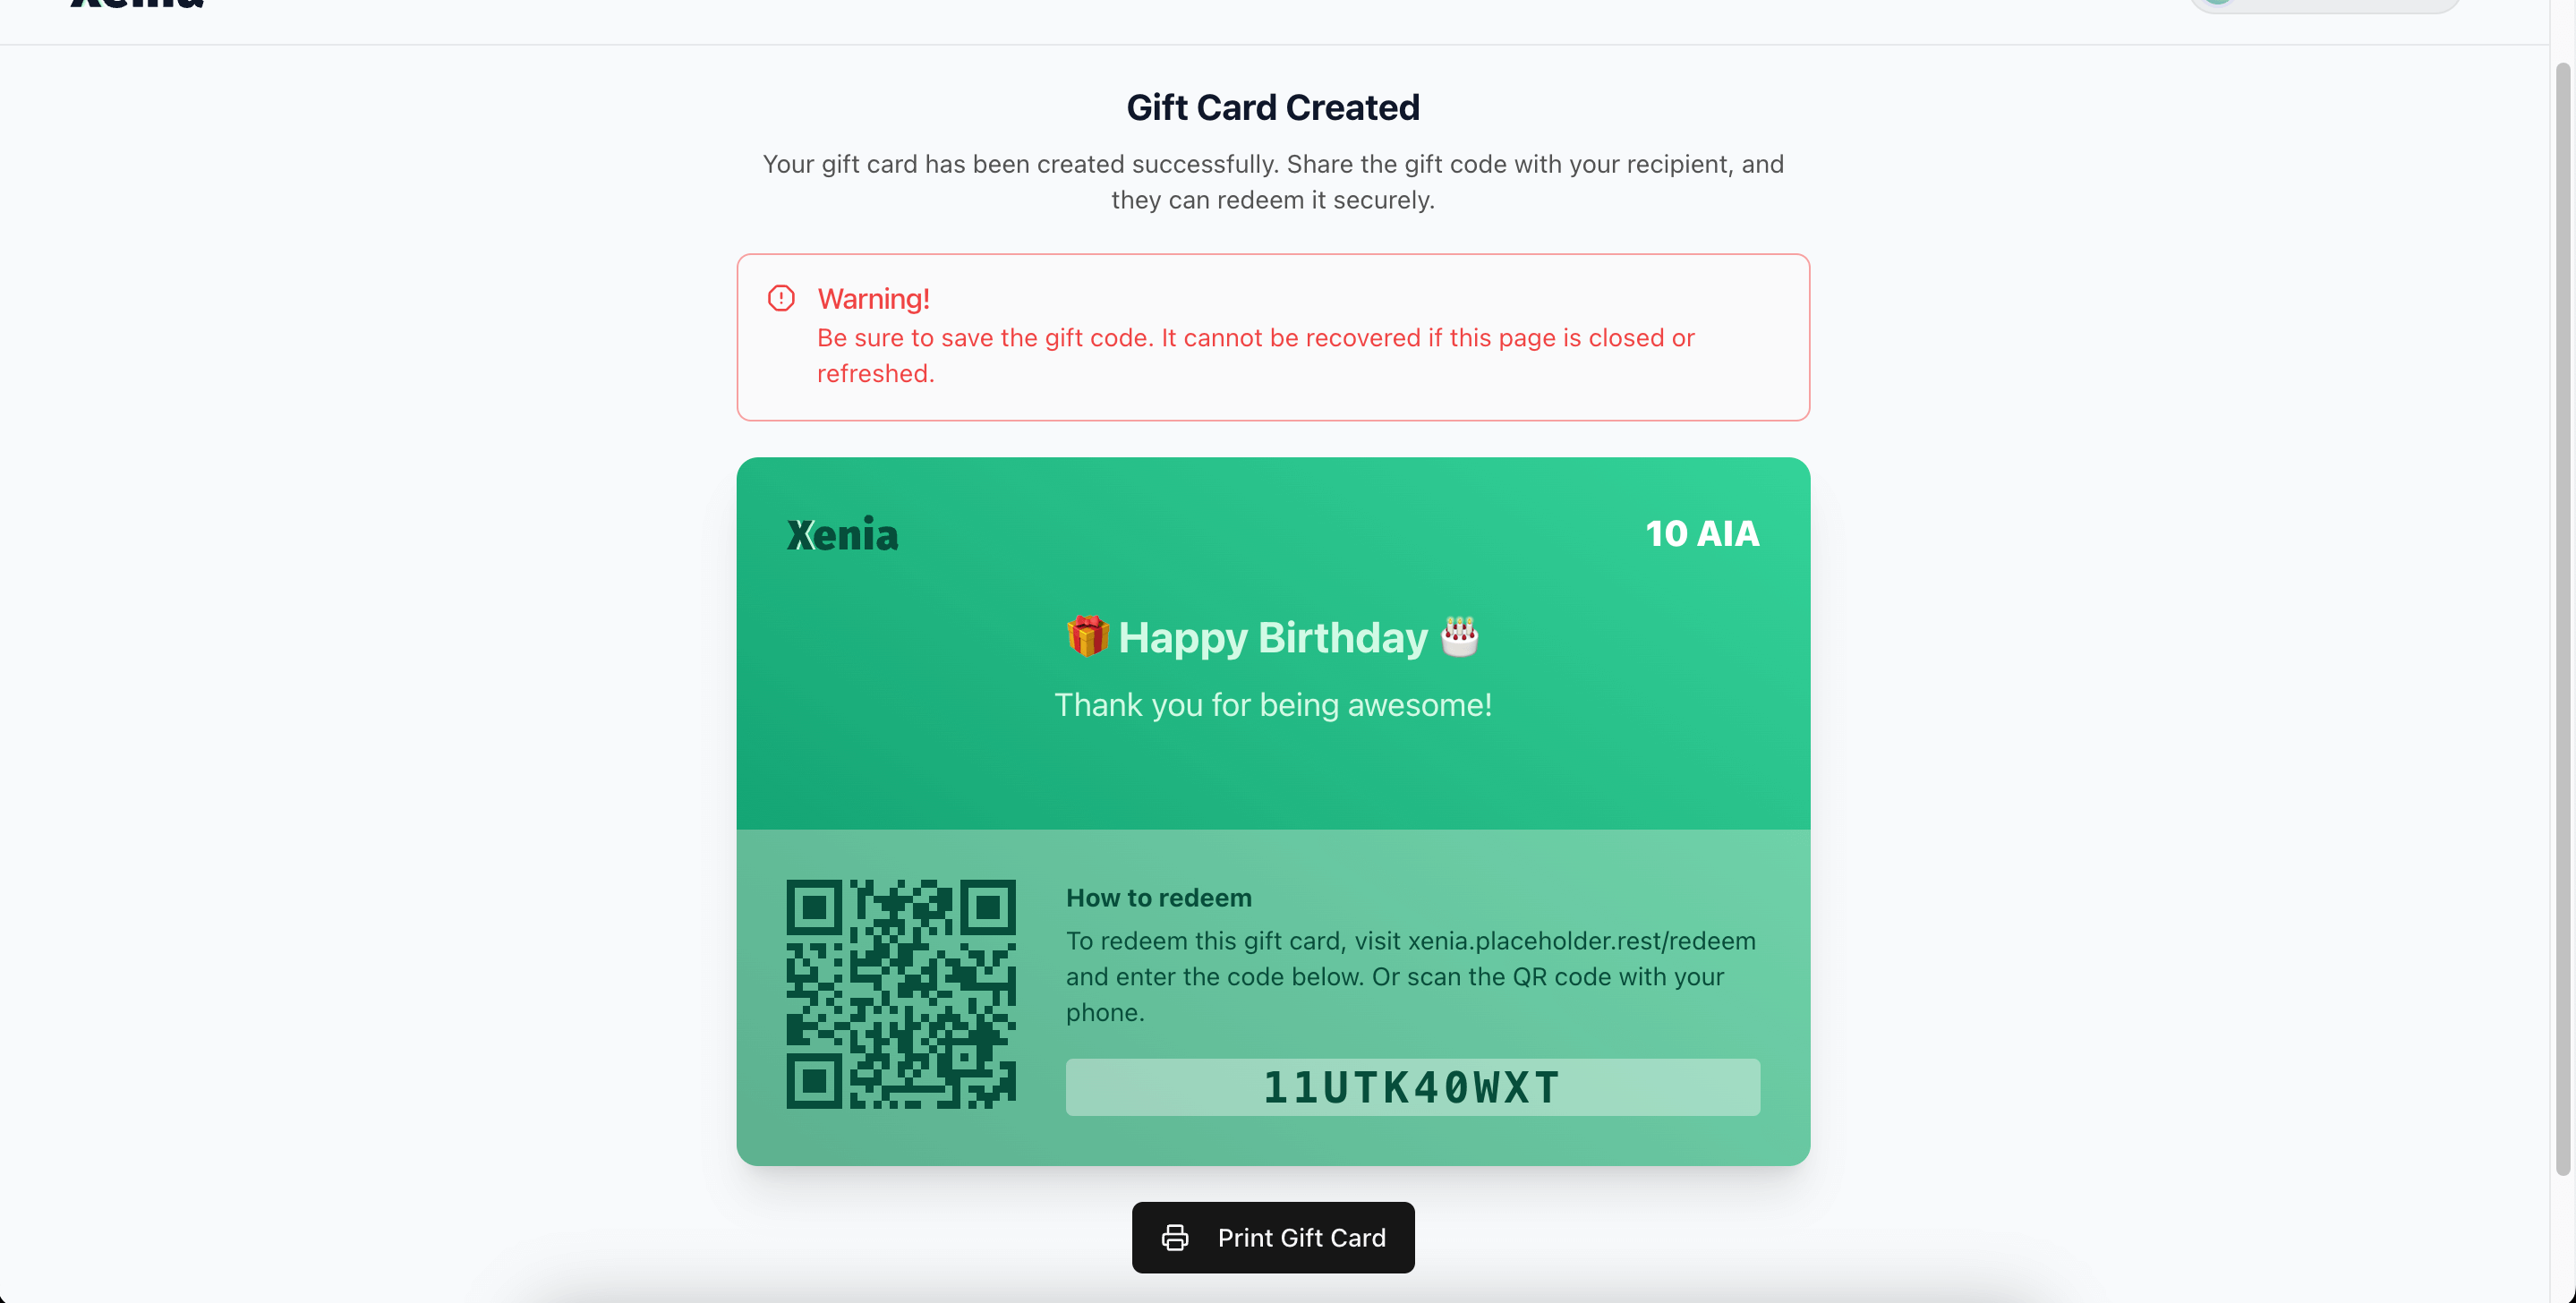 Xenia
Gift Card Created
Your gift card has been created successfully. Share the gift code with your recipient, and
they can redeem it securely.
Warning!
Be sure to save the gift code. It cannot be recovered if this page is closed or
refreshed.
Xenia
10 AIA
🎁 Happy Birthday 🎂
Thank you for being awesome!
How to redeem
To redeem this gift card, visit xenia.placeholder.rest/redeem
and enter the code below. Or scan the QR code with your
phone.
11UTK40WXT
Print Gift Card